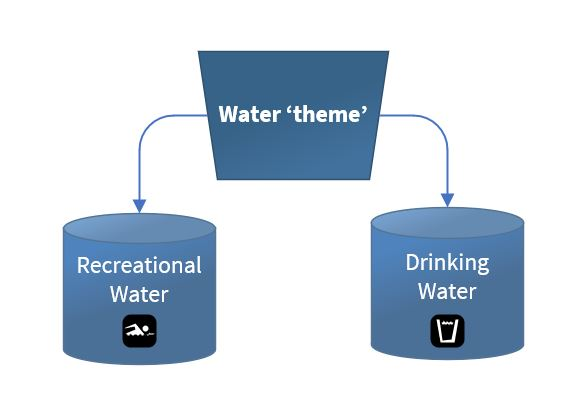 Water ‘theme’
Recreational
Water
Drinking
Water